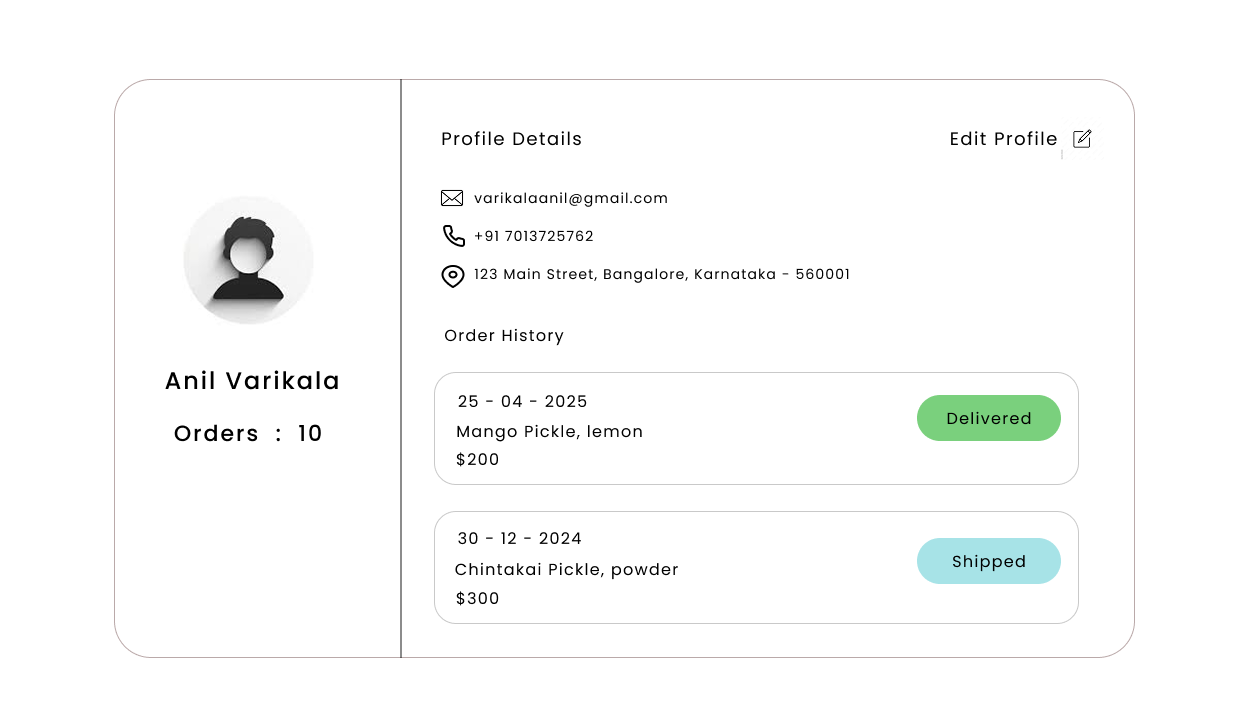 Anil Varikala
Orders : 10
Profile Details
Edit Profile
varikalaanil@gmail.com
+91 7013725762
123 Main Street, Bangalore, Karnataka - 560001
Order History
25 - 04 - 2025
Mango Pickle, lemon
$200
Delivered
30 - 12 - 2024
Chintakai Pickle, powder
$300
Shipped